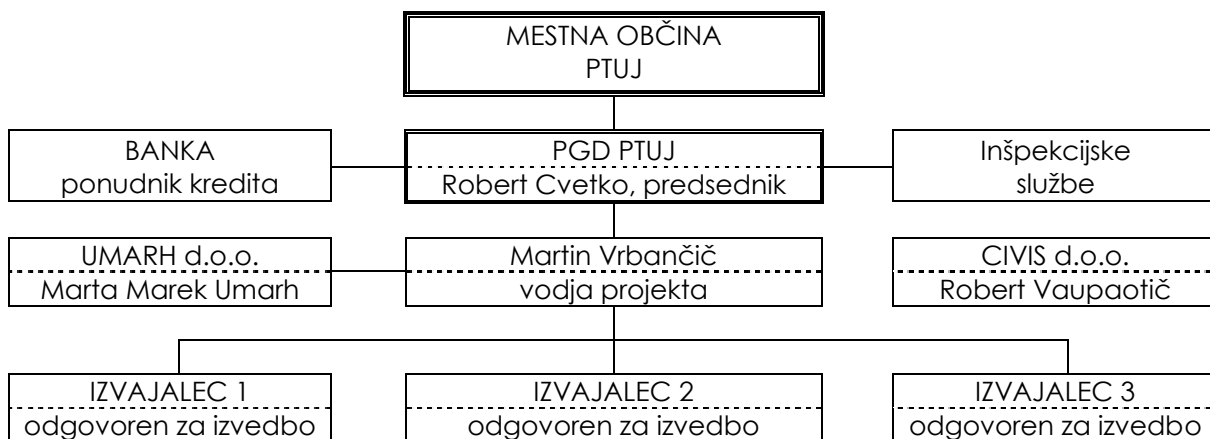 MESTNA OBČINA
PTUJ
BANKA
ponudnik kredita
PGD PTUJ
Robert Cvetko, predsednik
Inšpekcijske
službe
UMARH d.o.o.
Marta Marek Umarh
Martin Vrbančič
vodja projekta
CIVIS d.o.o.
Robert Vaupaotič
IZVAJALEC 1
odgovoren za izvedbo
IZVAJALEC 2
odgovoren za izvedbo
IZVAJALEC 3
odgovoren za izvedbo